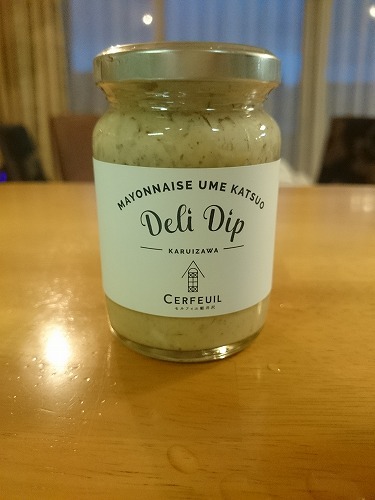 MAYONNAISE UME KATSUO
Deli Dip
KARUIZAWA
CERFEUIL
セルフィユ軽井沢